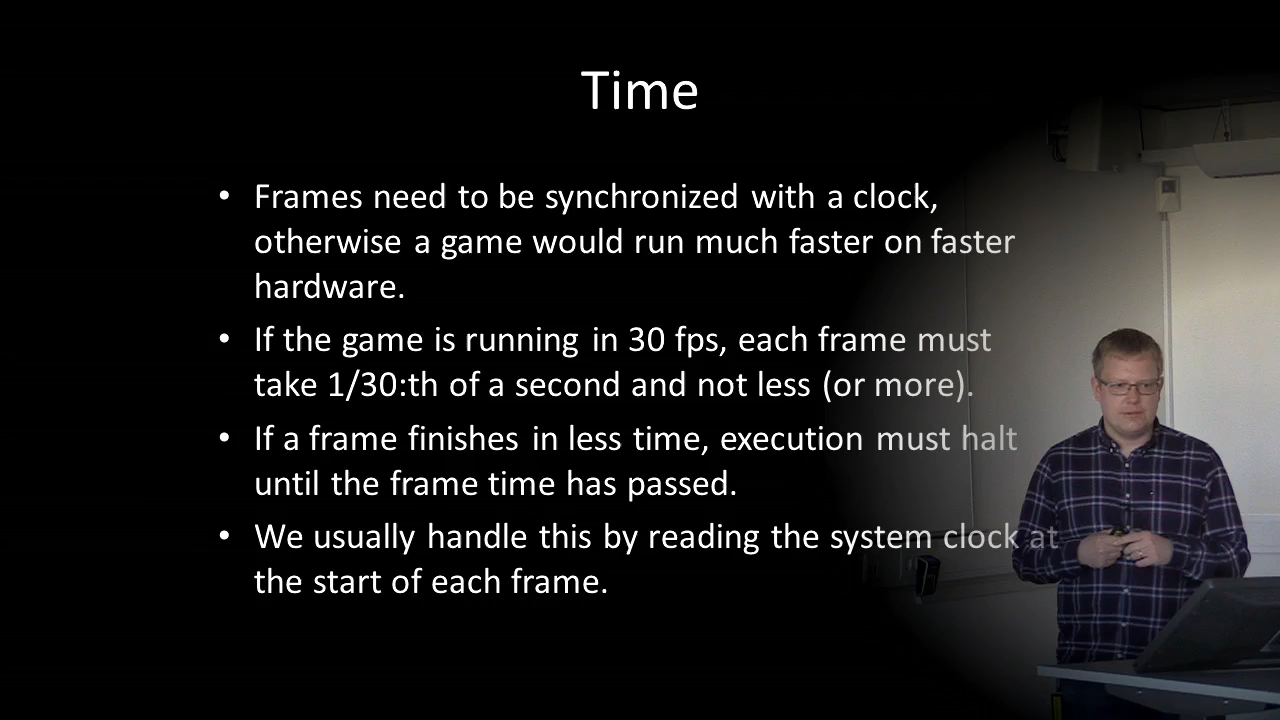 Time
• Frames need to be synchronized with a clock,
otherwise a game would run much faster on faster
hardware.
• If the game is running in 30 fps, each frame must
take 1/30:th of a second and not less (or more).
• If a frame finishes in less time, execution must halt
until the frame time has passed.
• We usually handle this by reading the system clock at
the start of each frame.